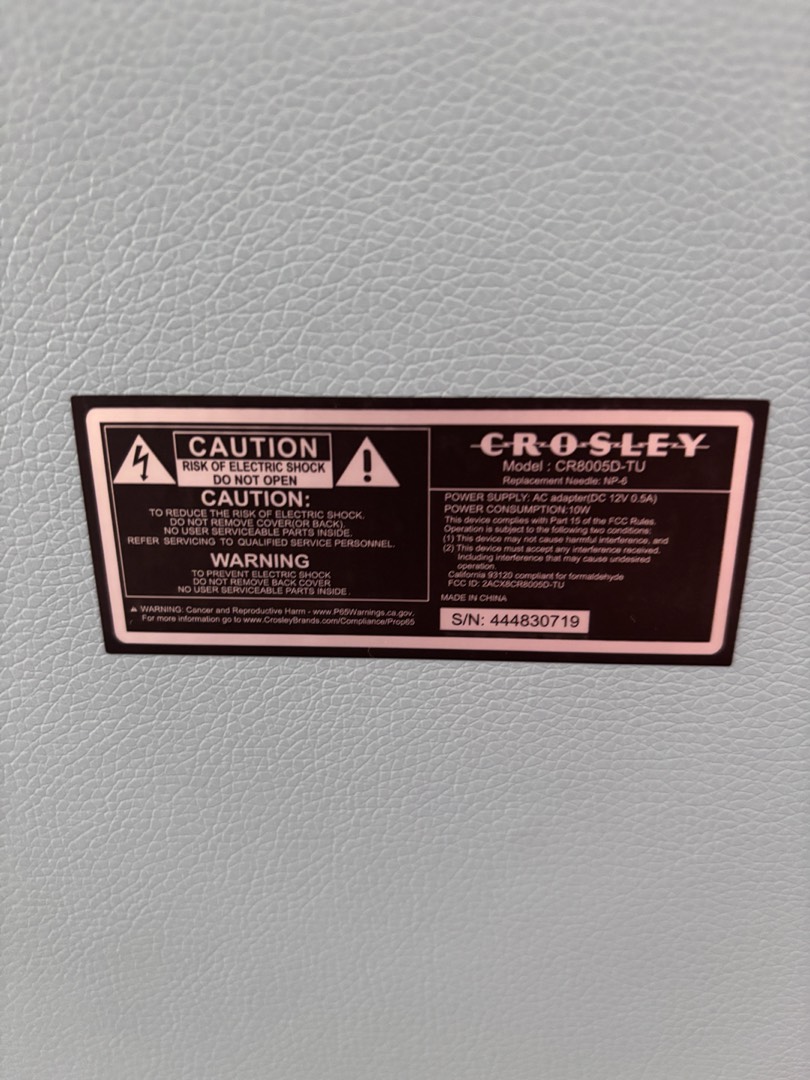 CAUTION
RISK OF ELECTRIC SHOCK
DO NOT OPEN
CAUTION:
TO REDUCE THE RISK OF ELECTRIC SHOCK.
DO NOT REMOVE COVER(OR BACK).
NO USER SERVICEABLE PARTS INSIDE.
REFER SERVICING TO QUALIFIED SERVICE PERSONNEL.
WARNING
TO PREVENT ELECTRIC SHOCK
DO NOT REMOVE BACK COVER
NO USER SERVICEABLE PARTS INSIDE.
WARNING: Cancer and Reproductive Harm - www.P65Warnings.ca.gov.
For more information go to www.CrosleyBrands.com/Compliance/Prop65
CROSLEY
Model : CR8005D-TU
Replacement Needle: NP-6
POWER SUPPLY: AC adapter(DC 12V 0.5A)
POWER CONSUMPTION:10W
This device complies with Part 15 of the FCC Rules.
Operation is subject to the following two conditions:
(1) This device may not cause harmful interference, and
(2) This device must accept any interference received.
Including interference that may cause undesired
operation.
California 93120 compliant for formaldehyde
FCC ID: 2ACX6CR8005D-TU
MADE IN CHINA
S/N: 444830719